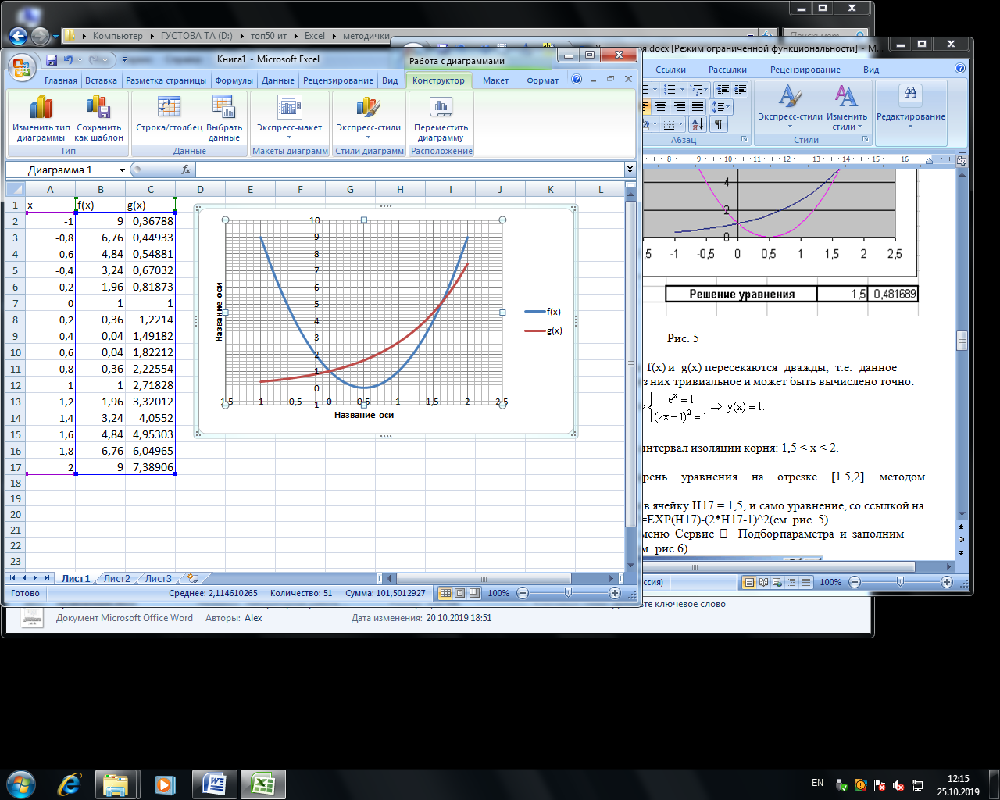 Компьютер ГУСТОВА ТА (D:) топ50 ит Excel методички
Книга1 - Microsoft Excel
Работа с диаграммами
.docx [Режим ограниченной функциональности] - M...
Главная Вставка Разметка страницы Формулы Данные Рецензирование Вид Конструктор Макет Формат
Ссылки Рассылки Рецензирование Вид
Изменить тип диаграммы
Сохранить как шаблон
Строка/столбец
Выбрать данные
Экспресс-макет
Экспресс-стили
Переместить диаграмму
Тип Данные Макеты диаграмм Стили диаграмм Расположение
Экспресс-стили
Изменить стили
Редактирование
Абзац Стили
Диаграмма 1 fx
8 9 10 11 12 13 14 15 16
A B C D E F G H I J K L
1 x f(x) g(x)
2 -1 9 0,36788
3 -0,8 6,76 0,44933
4 -0,6 4,84 0,54881
5 -0,4 3,24 0,67032
6 -0,2 1,96 0,81873
7 0 1 1
8 0,2 0,36 1,2214
9 0,4 0,04 1,49182
10 0,6 0,04 1,82212
11 0,8 0,36 2,22554
12 1 1 2,71828
13 1,2 1,96 3,32012
14 1,4 3,24 4,0552
15 1,6 4,84 4,95303
16 1,8 6,76 6,04965
17 2 9 7,38906
18
19
20
21
22
23
10
9
8
7
6
5
4
3
2
1
0
-1,5 -1 -0,5 0 0,5 1 1,5 2 2,5
Название оси
Название оси
f(x)
g(x)
4
2
0
,5 -1 -0,5 0 0,5 1 1,5 2 2,5
Решение уравнения 1,5 0,481689
Рис. 5
f(x) и g(x) пересекаются дважды, т.е. данное
з них тривиальное и может быть вычислено точно:
e^x = 1
(2x − 1)² = 1 ⇒ y(x) = 1.
интервал изоляции корня: 1,5 < x < 2.
рень уравнения на отрезке [1.5,2] методом
в ячейку H17 = 1,5, и само уравнение, со ссылкой на
=EXP(H17)-(2*H17-1)^2(см. рис. 5).
меню Сервис Подборпараметра и заполним
м. рис.6).
Лист1 Лист2 Лист3
Готово Среднее: 2,114610265 Количество: 51 Сумма: 101,5012927 100%
ссия) 100%
те ключевое слово
Документ Microsoft Office Word Авторы: Alex Дата изменения: 20.10.2019 18:51
EN
12:15
25.10.2019